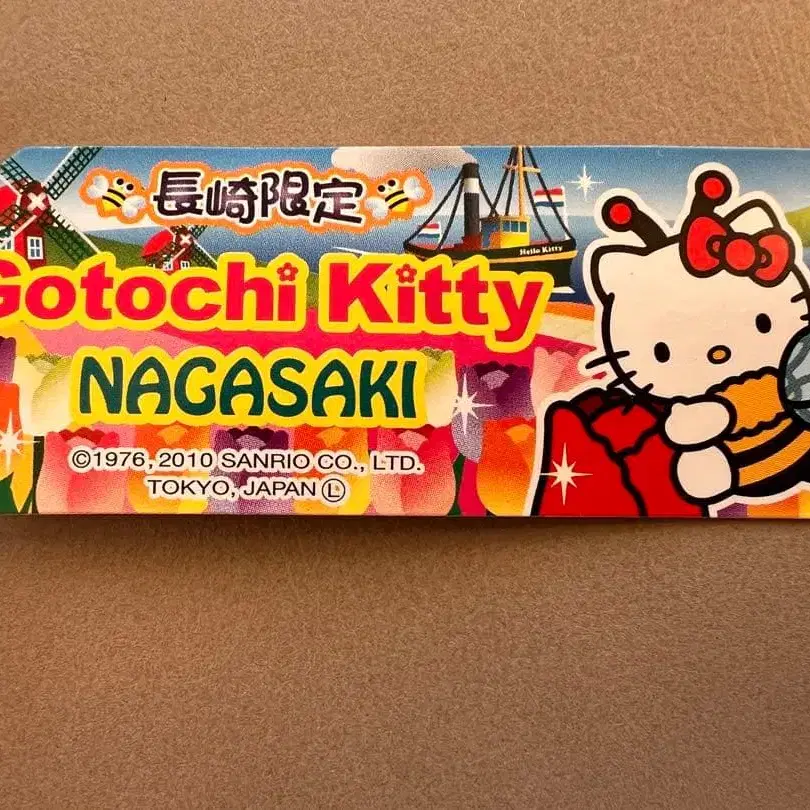 長崎限定
Hello Kitty
Gotochi Kitty
NAGASAKI
©1976, 2010 SANRIO CO., LTD.
TOKYO, JAPAN Ⓛ